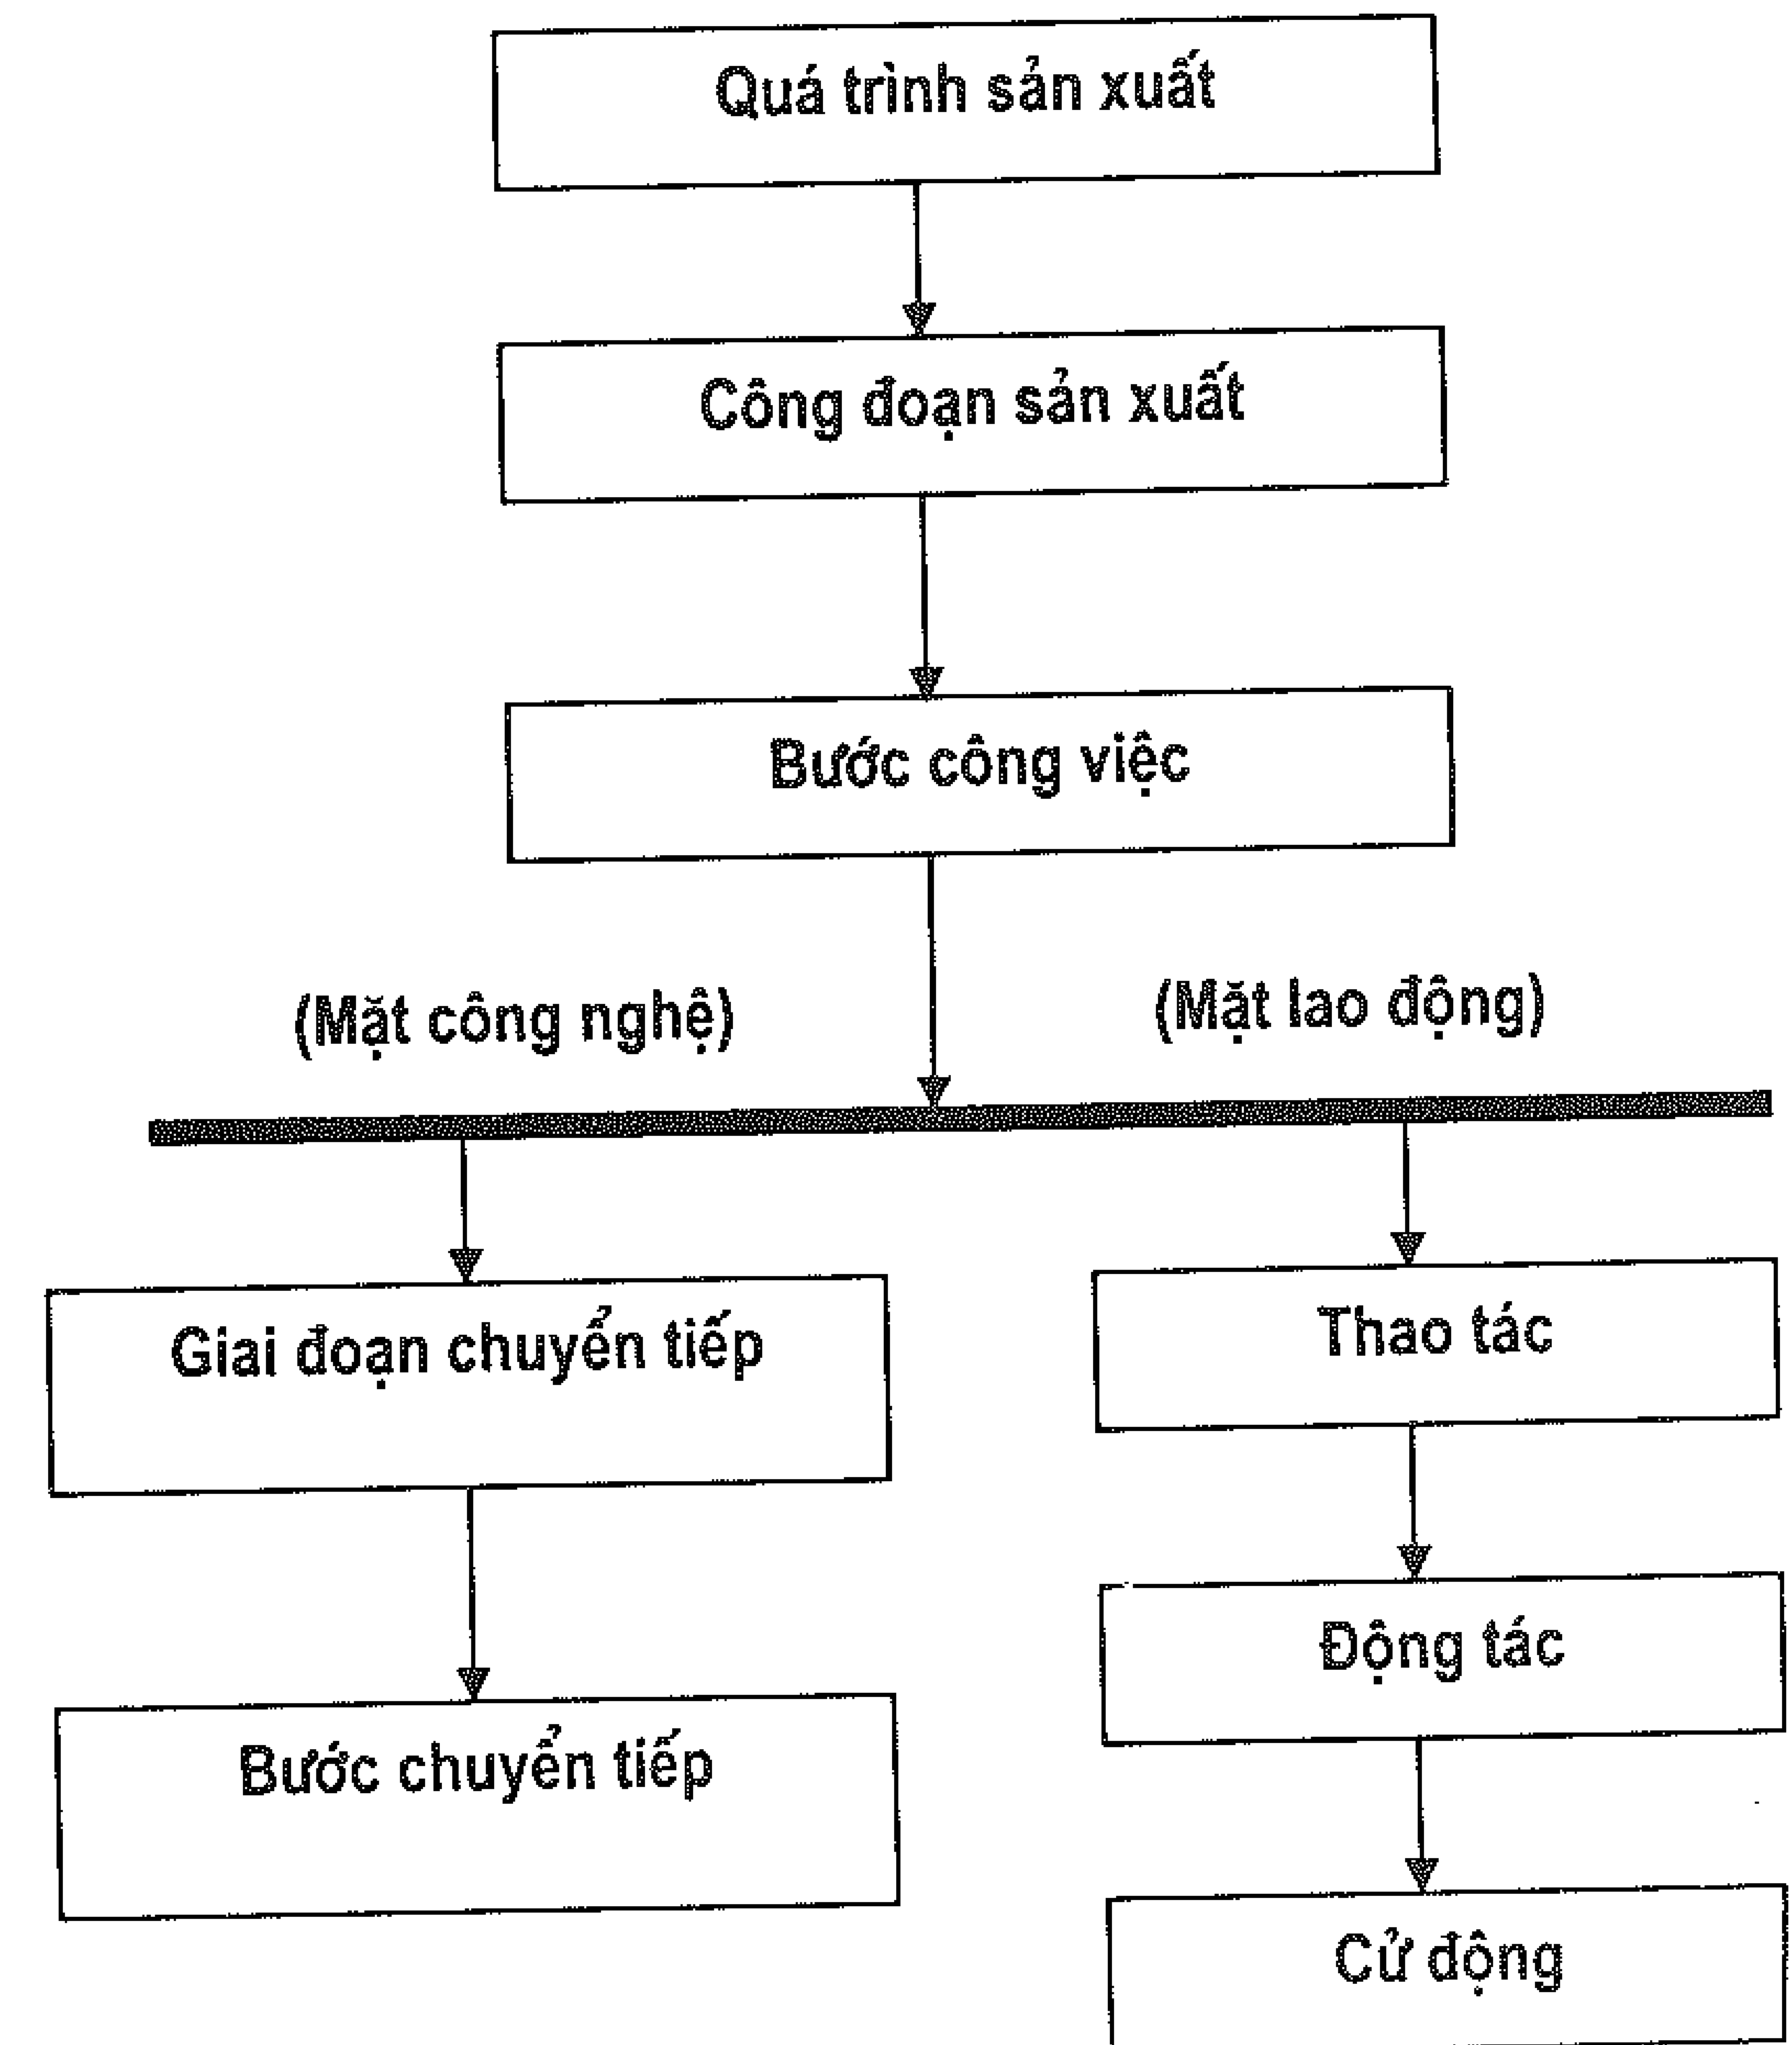 Quá trình sản xuất
Công đoạn sản xuất
Bước công việc
(Mặt công nghệ)
(Mặt lao động)
Giai đoạn chuyển tiếp
Thao tác
Động tác
Bước chuyển tiếp
Cử động